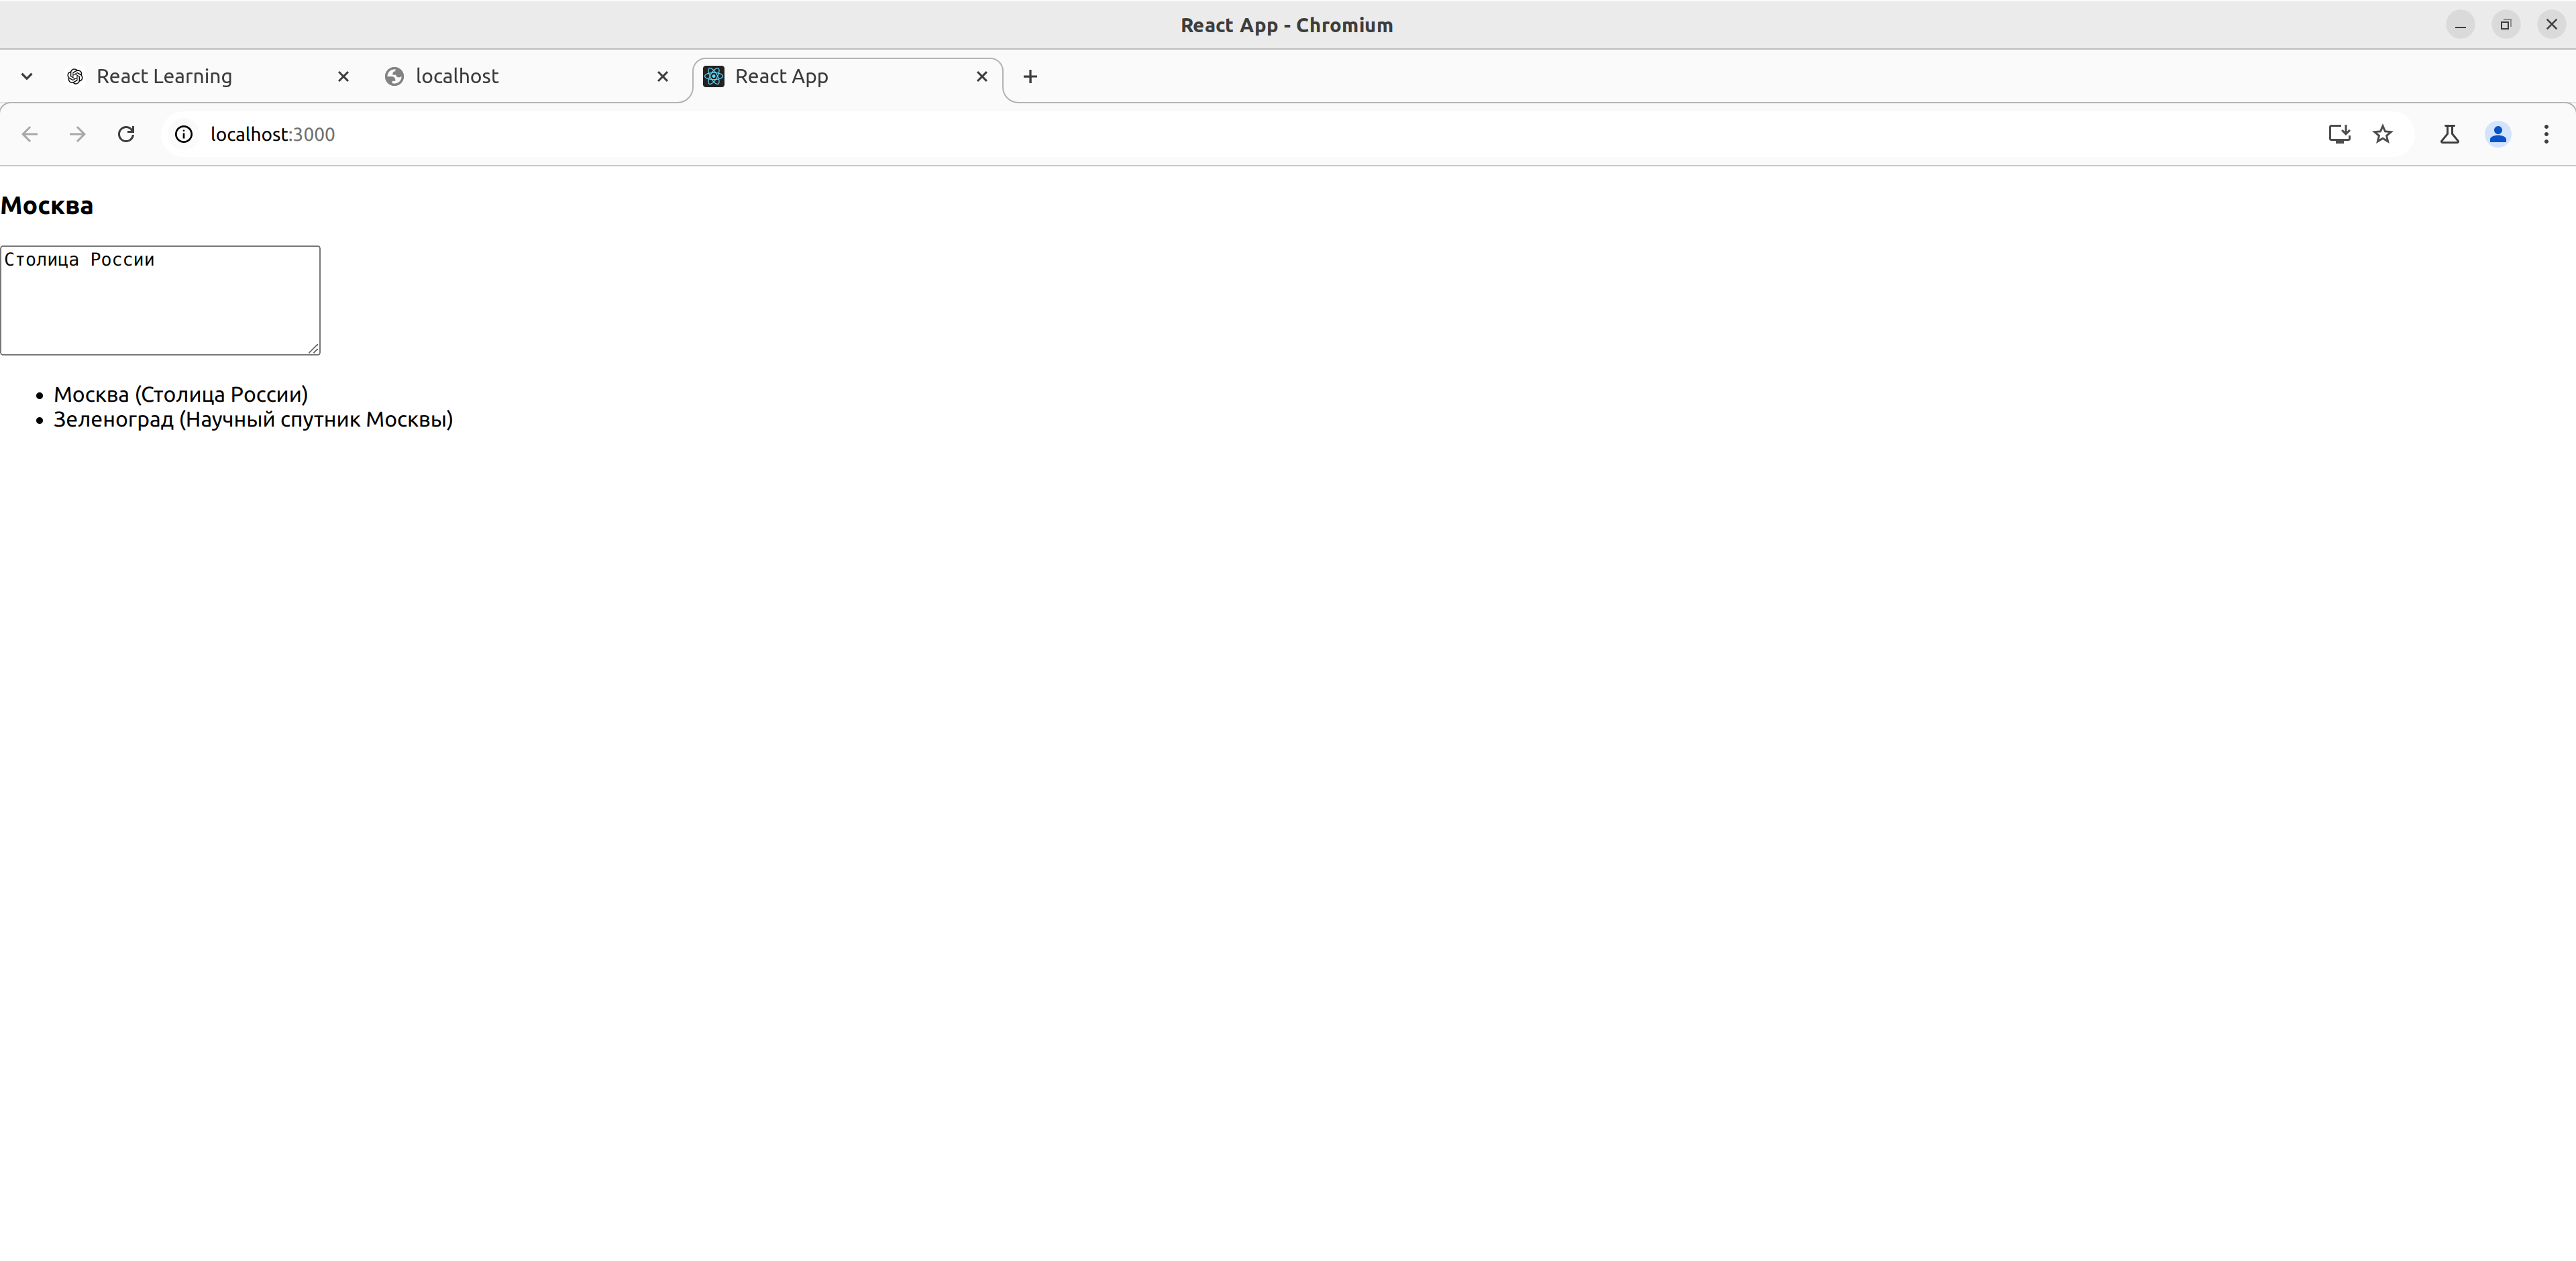 React App - Chromium
React Learning
localhost
React App
localhost:3000
Москва
Столица России
Москва (Столица России)
Зеленоград (Научный спутник Москвы)